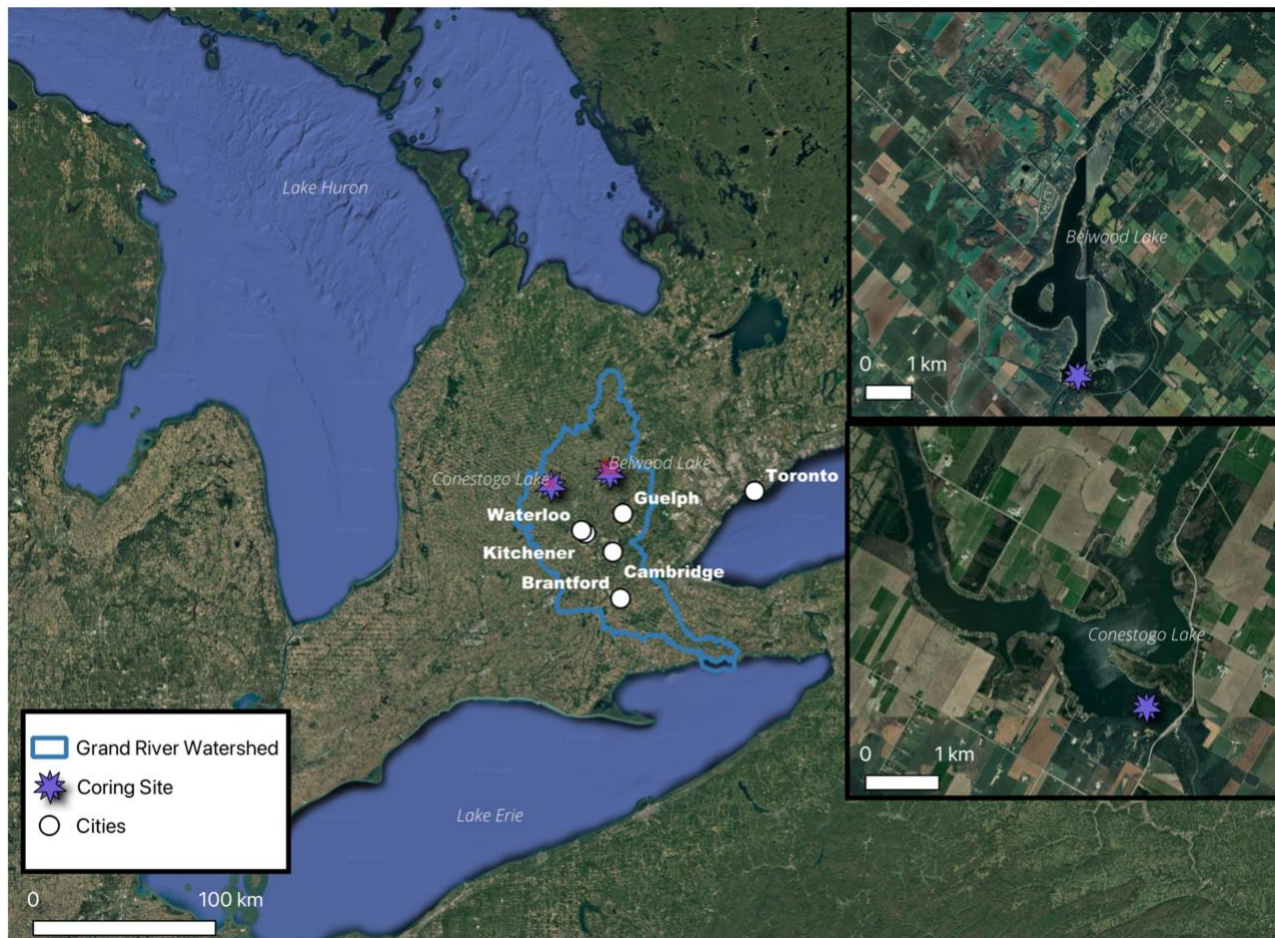 Lake Huron
Belwood Lake
0 1 km
Conestogo Lake
Belwood Lake
Toronto
Guelph
Waterloo
Kitchener
Cambridge
Brantford
Conestogo Lake
0 1 km
Grand River Watershed
Coring Site
Cities
Lake Erie
0 100 km